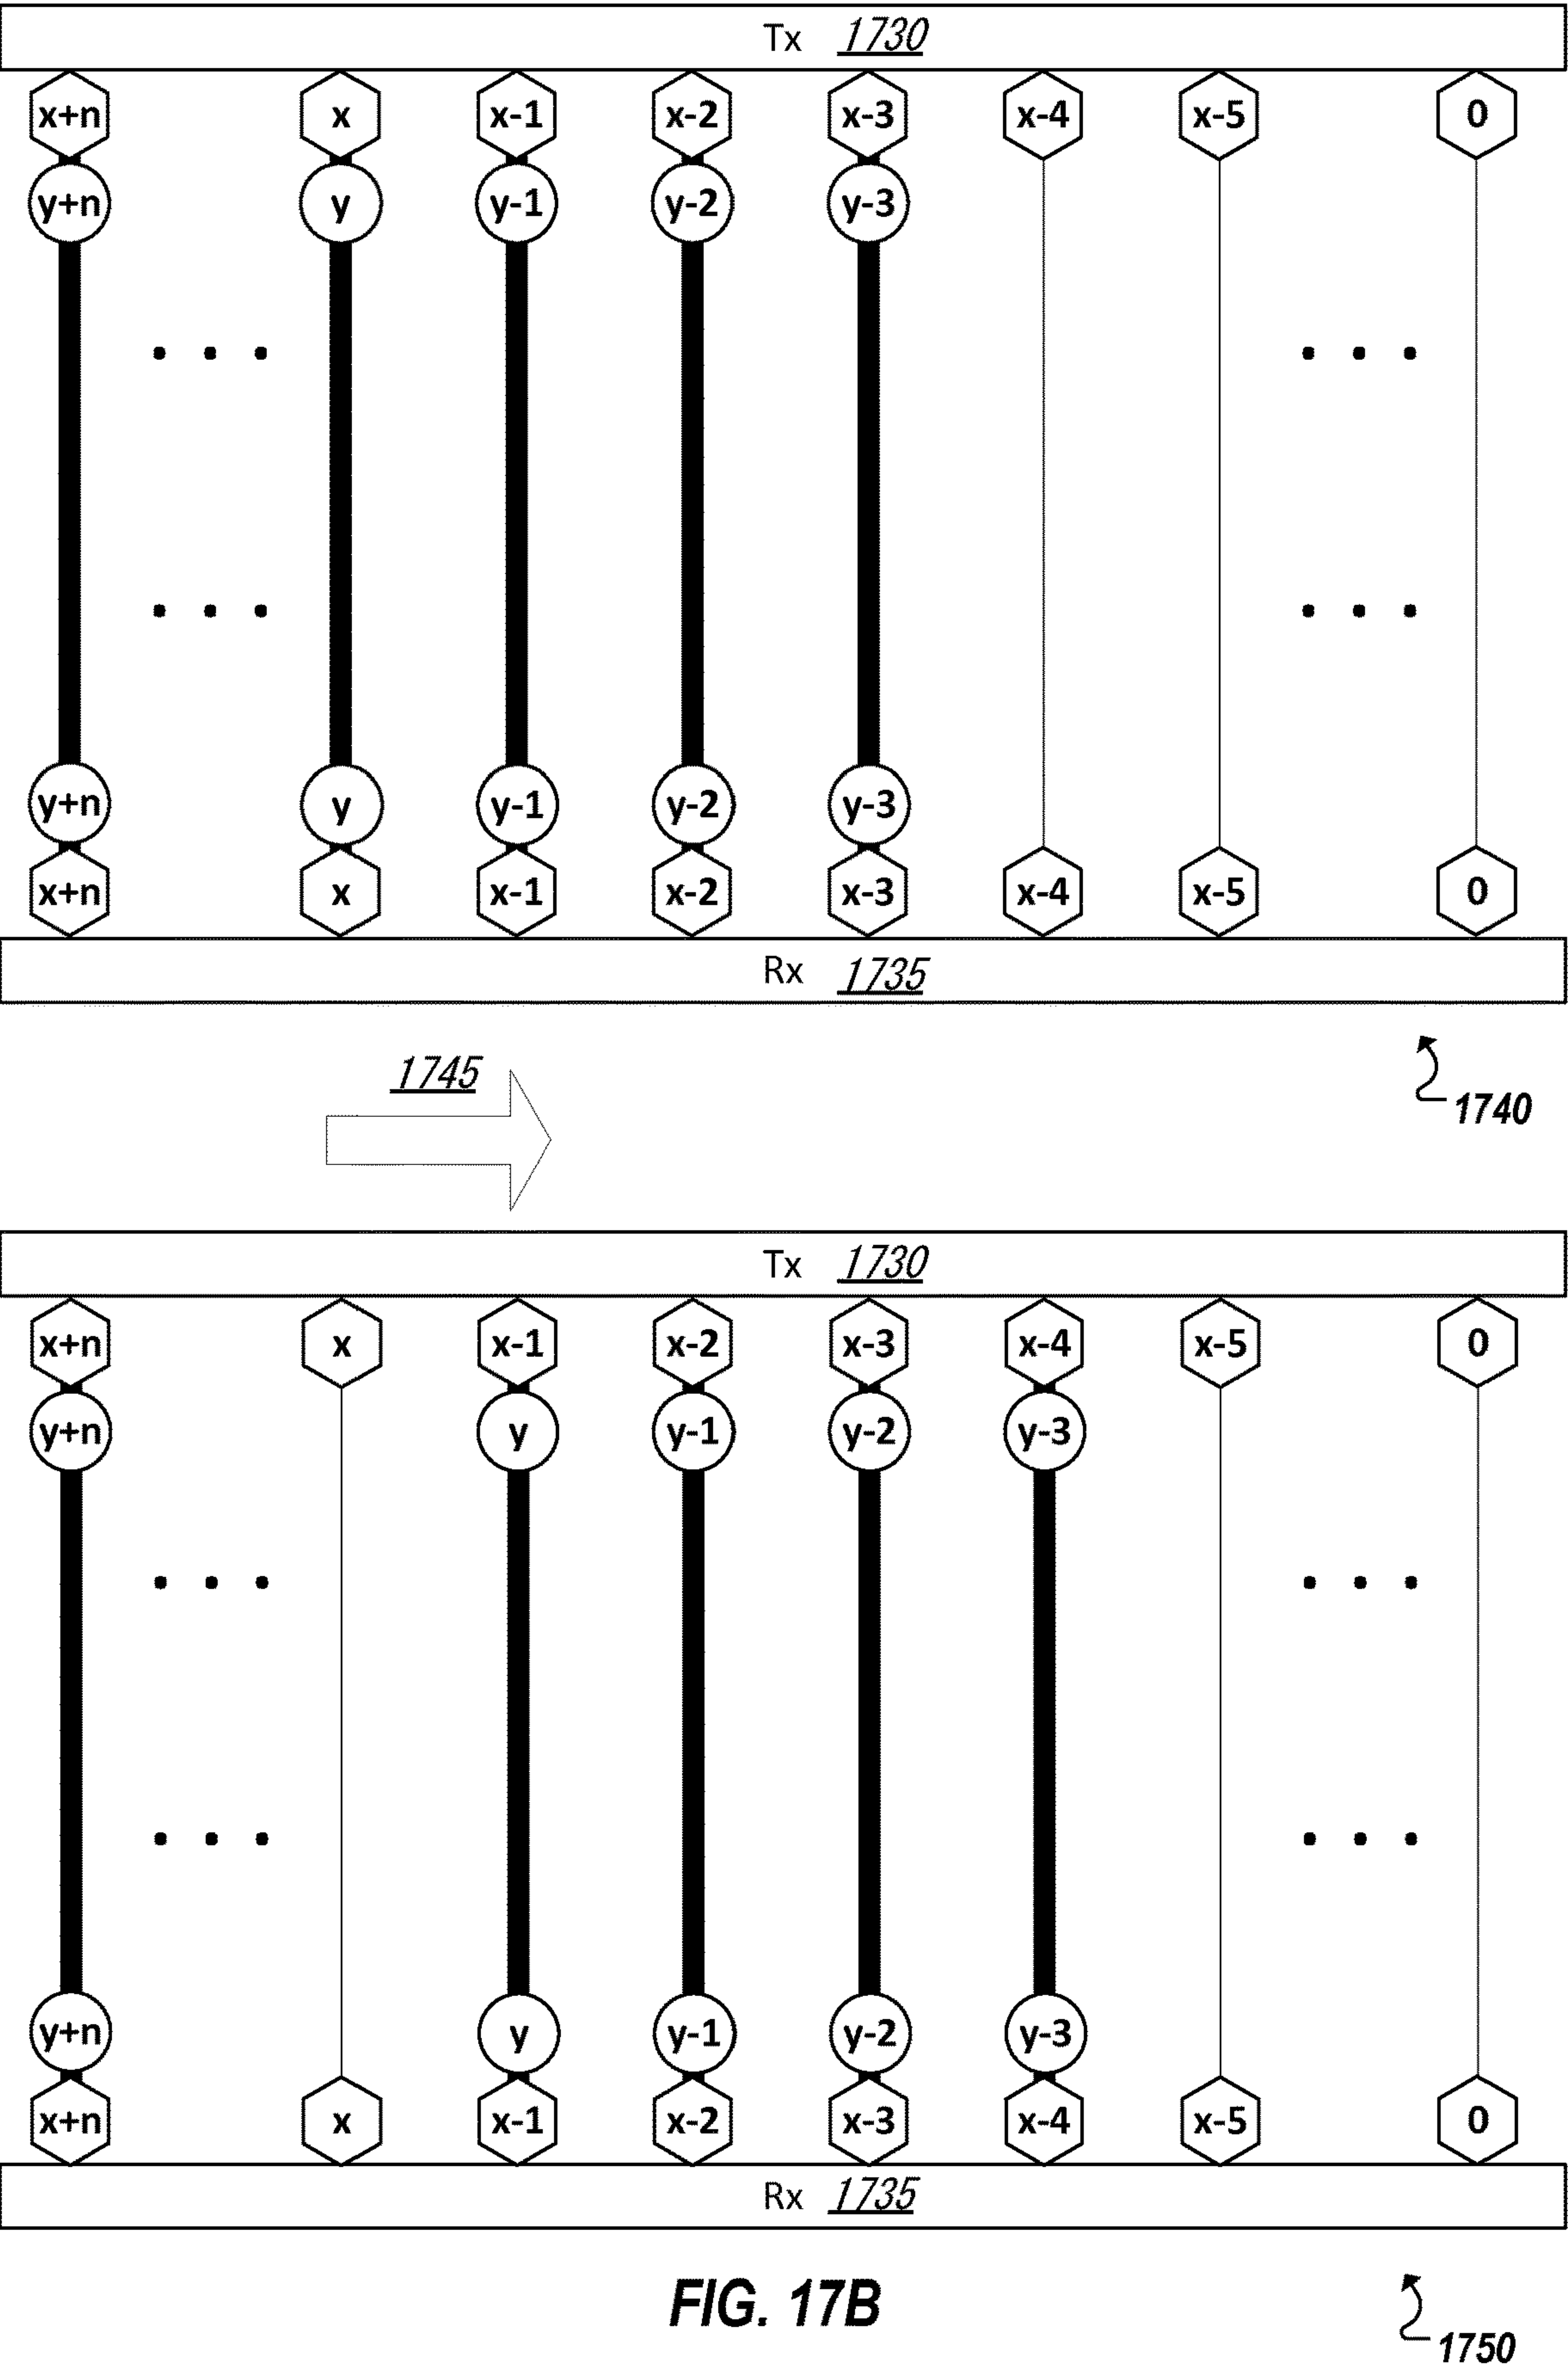 Tx 1730
x+n x x-1 x-2 x-3 x-4 x-5 0
y+n y y-1 y-2 y-3
y+n y y-1 y-2 y-3
x+n x x-1 x-2 x-3 x-4 x-5 0
Rx 1735
1745
1740
Tx 1730
x+n x x-1 x-2 x-3 x-4 x-5 0
y+n y y-1 y-2 y-3
y+n y y-1 y-2 y-3
x+n x x-1 x-2 x-3 x-4 x-5 0
Rx 1735
FIG. 17B
1750